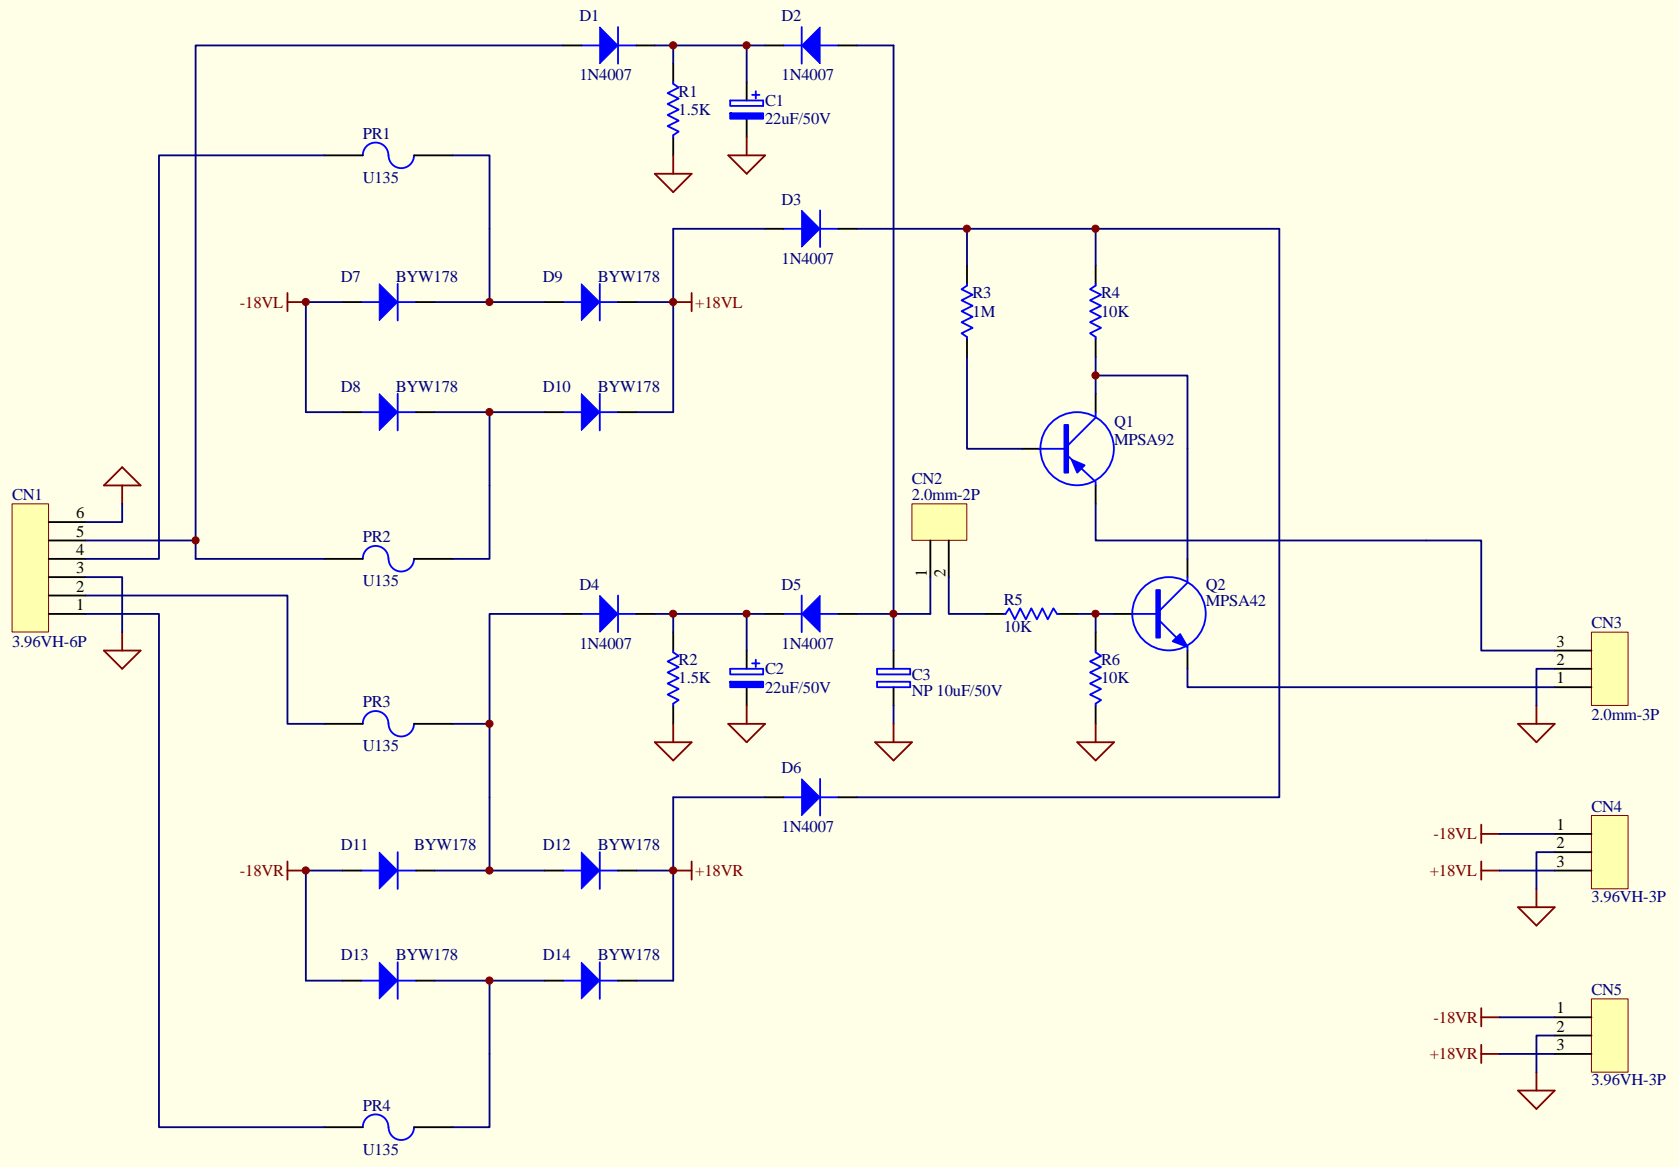 D1
D2
1N4007
1N4007
R1
1.5K
+
C1
22uF/50V
PR1
U135
D3
1N4007
D7
BYW178
D9
BYW178
-18VL
+18VL
R3
1M
R4
10K
D8
BYW178
D10
BYW178
Q1
MPSA92
CN2
2.0mm-2P
1
2
CN1
6
5
4
3
2
1
3.96VH-6P
PR2
U135
D4
1N4007
D5
1N4007
R5
10K
Q2
MPSA42
R2
1.5K
+
C2
22uF/50V
C3
NP 10uF/50V
R6
10K
CN3
3
2
1
2.0mm-3P
PR3
U135
D6
1N4007
D11
BYW178
D12
BYW178
-18VR
+18VR
CN4
-18VL
1
2
+18VL
3
3.96VH-3P
D13
BYW178
D14
BYW178
CN5
-18VR
1
2
+18VR
3
3.96VH-3P
PR4
U135